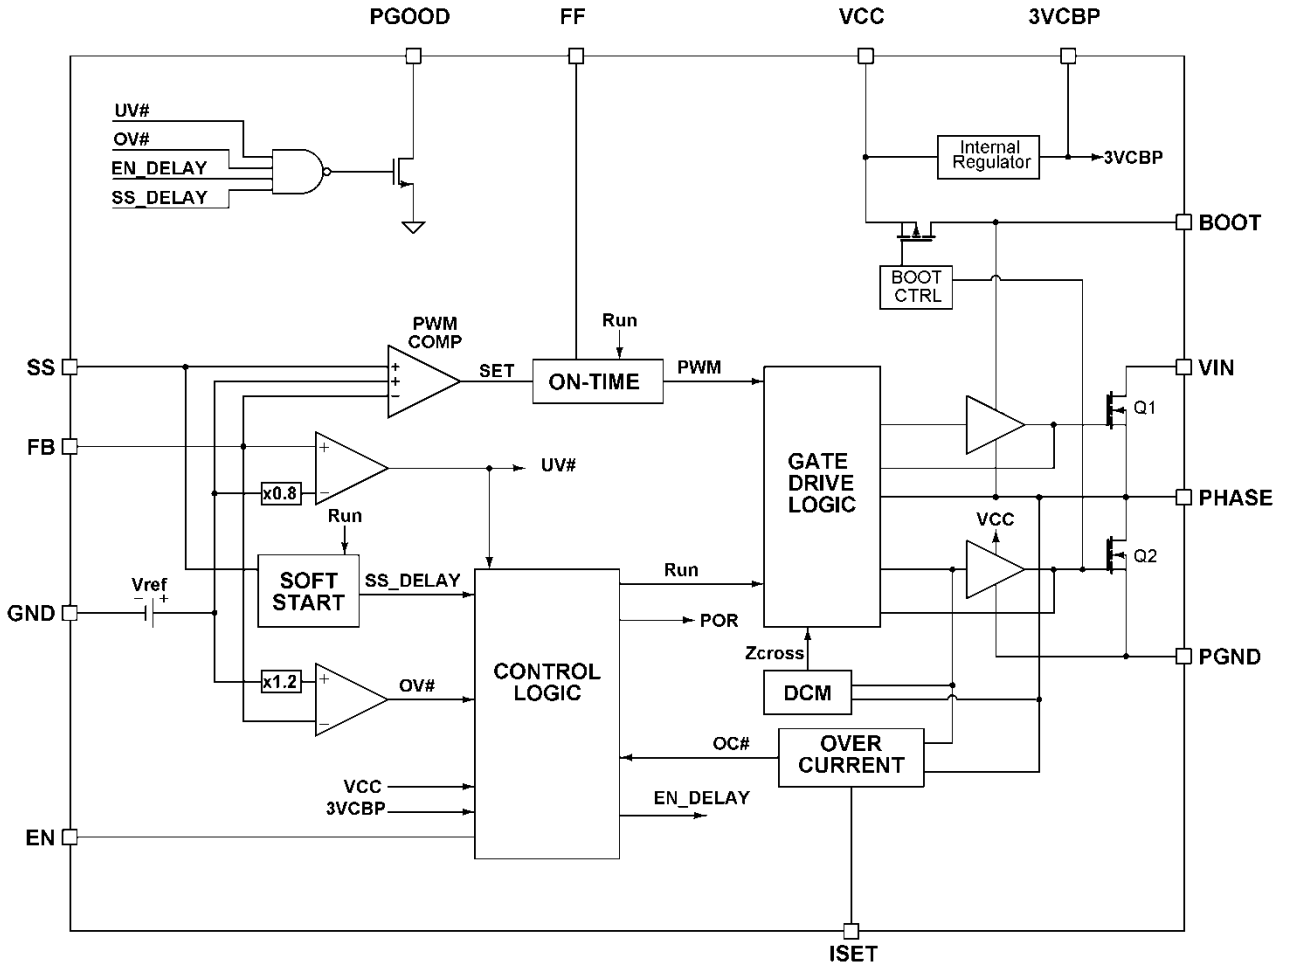 PGOOD
FF
VCC
3VCBP
UV#
OV#
EN_DELAY
SS_DELAY
Internal
Regulator
3VCBP
BOOT
BOOT
CTRL
PWM
COMP
Run
SS
+
+
−
SET
ON-TIME
PWM
VIN
Q1
FB
+
−
x0.8
UV#
GATE
DRIVE
LOGIC
PHASE
Run
VCC
SOFT
START
SS_DELAY
Run
Q2
Vref
− +
GND
POR
Zcross
PGND
x1.2
+
−
OV#
CONTROL
LOGIC
DCM
OC#
OVER
CURRENT
VCC
3VCBP
EN_DELAY
EN
ISET